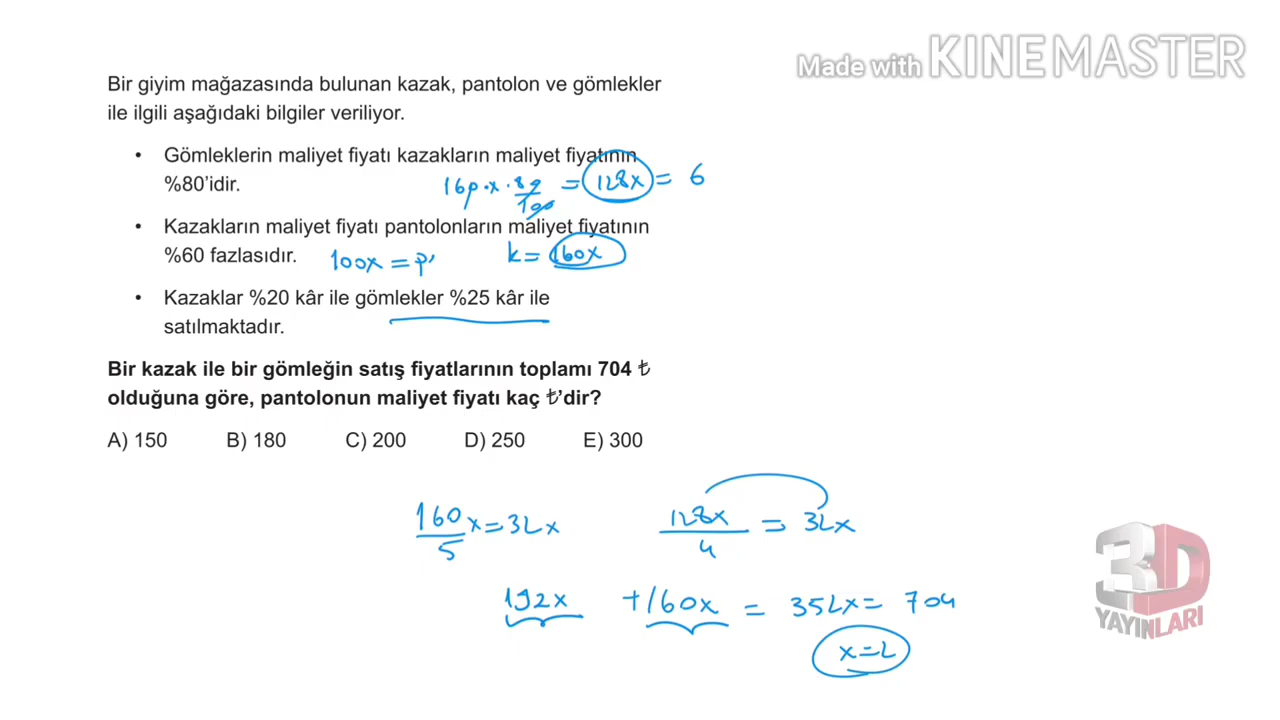 Made with KINEMASTER
Bir giyim mağazasında bulunan kazak, pantolon ve gömlekler
ile ilgili aşağıdaki bilgiler veriliyor.
• Gömleklerin maliyet fiyatı kazakların maliyet fiyatının
%80’idir.
160·x·80/100 = 128x = 6
• Kazakların maliyet fiyatı pantolonların maliyet fiyatının
%60 fazlasıdır.
100x = p' k = 160x
• Kazaklar %20 kâr ile gömlekler %25 kâr ile
satılmaktadır.
Bir kazak ile bir gömleğin satış fiyatlarının toplamı 704 ₺
olduğuna göre, pantolonun maliyet fiyatı kaç ₺’dir?
A) 150 B) 180 C) 200 D) 250 E) 300
160/5 x = 32x 128x/4 = 32x
192x + 160x = 352x = 704
x = 2
3D
YAYINLARI